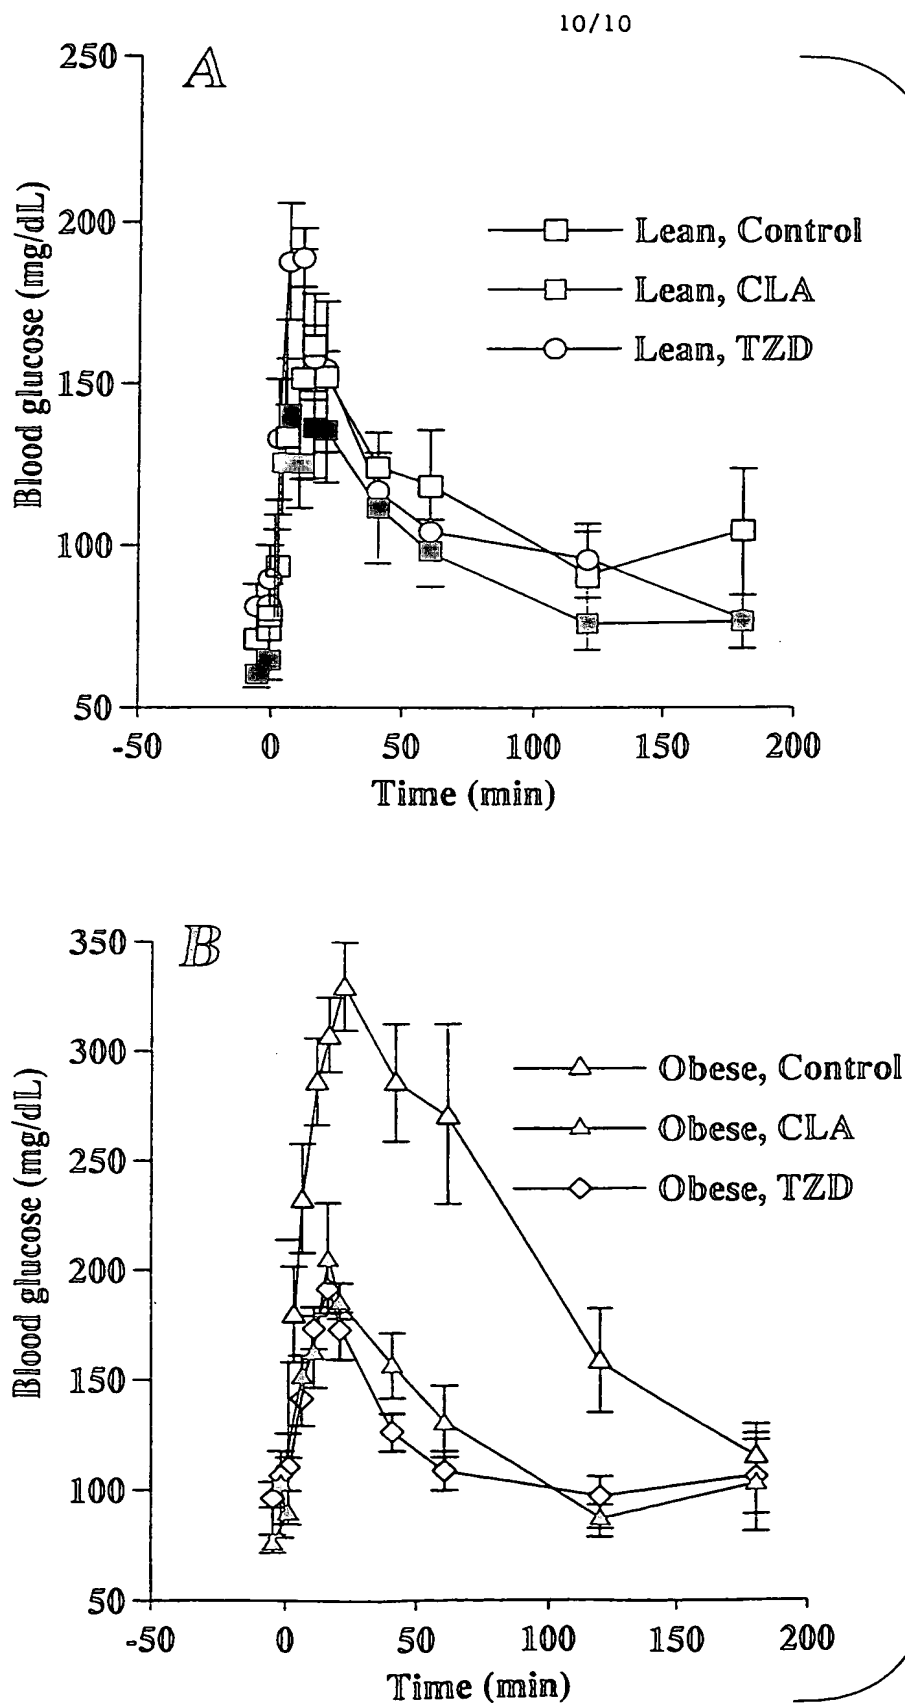 10/10
A
250
200
150
100
50
Blood glucose (mg/dL)
Lean, Control
Lean, CLA
Lean, TZD
-50 0 50 100 150 200
Time (min)
B
350
300
250
200
150
100
50
Blood glucose (mg/dL)
Obese, Control
Obese, CLA
Obese, TZD
-50 0 50 100 150 200
Time (min)